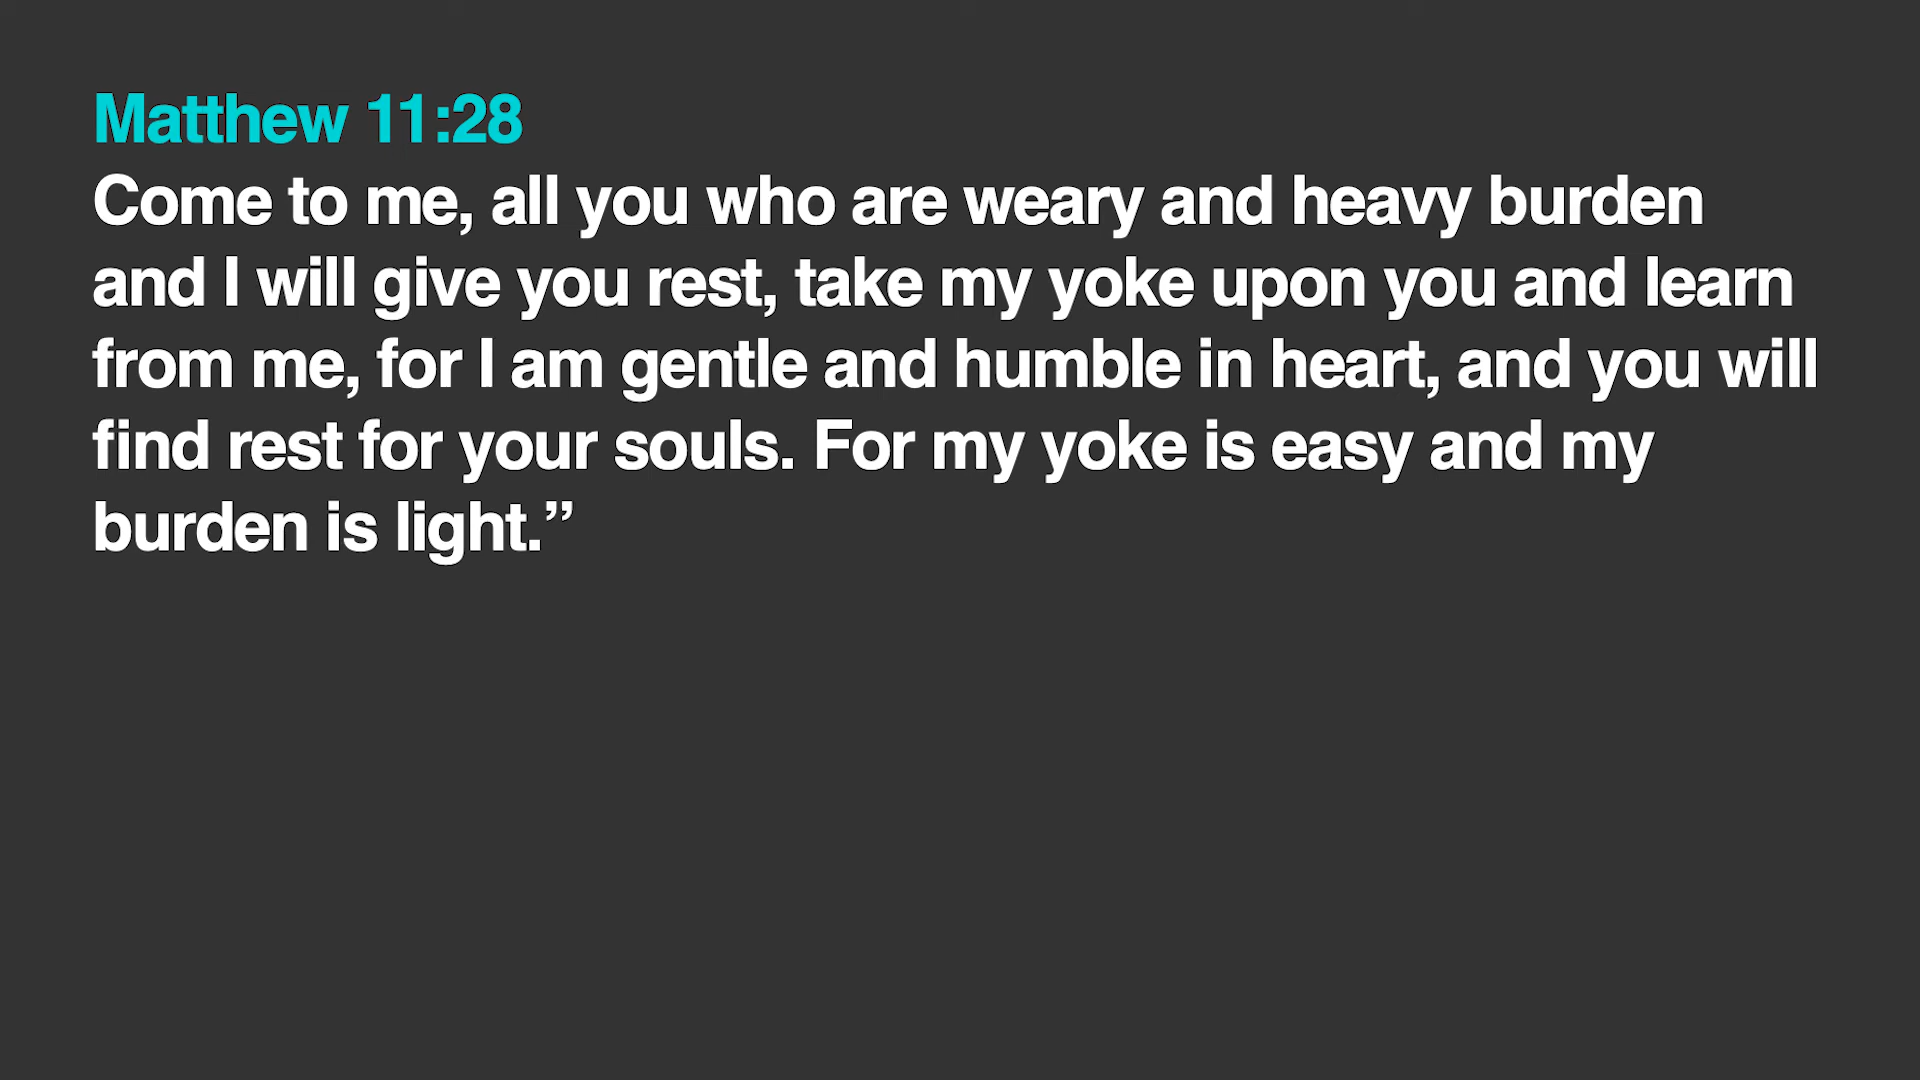 Matthew 11:28
Come to me, all you who are weary and heavy burden
and I will give you rest, take my yoke upon you and learn
from me, for I am gentle and humble in heart, and you will
find rest for your souls. For my yoke is easy and my
burden is light.”